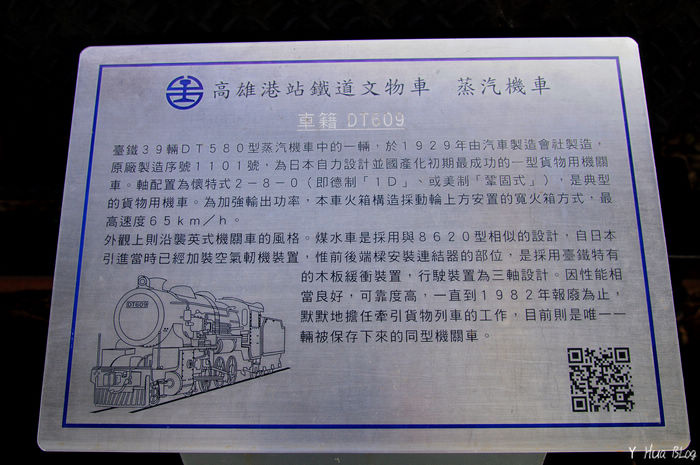 高雄港站鐵道文物車 蒸汽機車
車籍 DT609
臺鐵39輛DT580型蒸汽機車中的一輛，於1929年由汽車製造會社製造，
原廠製造序號1101號，為日本自力設計並國產化初期最成功的一型貨物用機關
車。軸配置為懷特式2－8－0（即德制「1D」、或美制「鞏固式」），是典型
的貨物用機車。為加強輸出功率，本車火箱構造採動輪上方安置的寬火箱方式，最
高速度65km／h。
外觀上則沿襲英式機關車的風格。煤水車是採用與8620型相似的設計，自日本
引進當時已經加裝空氣軔機裝置，惟前後端樑安裝連結器的部位，是採用臺鐵特有
的木板緩衝裝置，行駛裝置為三軸設計。因性能相
當良好，可靠度高，一直到1982年報廢為止，
默默地擔任牽引貨物列車的工作，目前則是唯一一
輛被保存下來的同型機關車。
DT609
Y Hua Blog